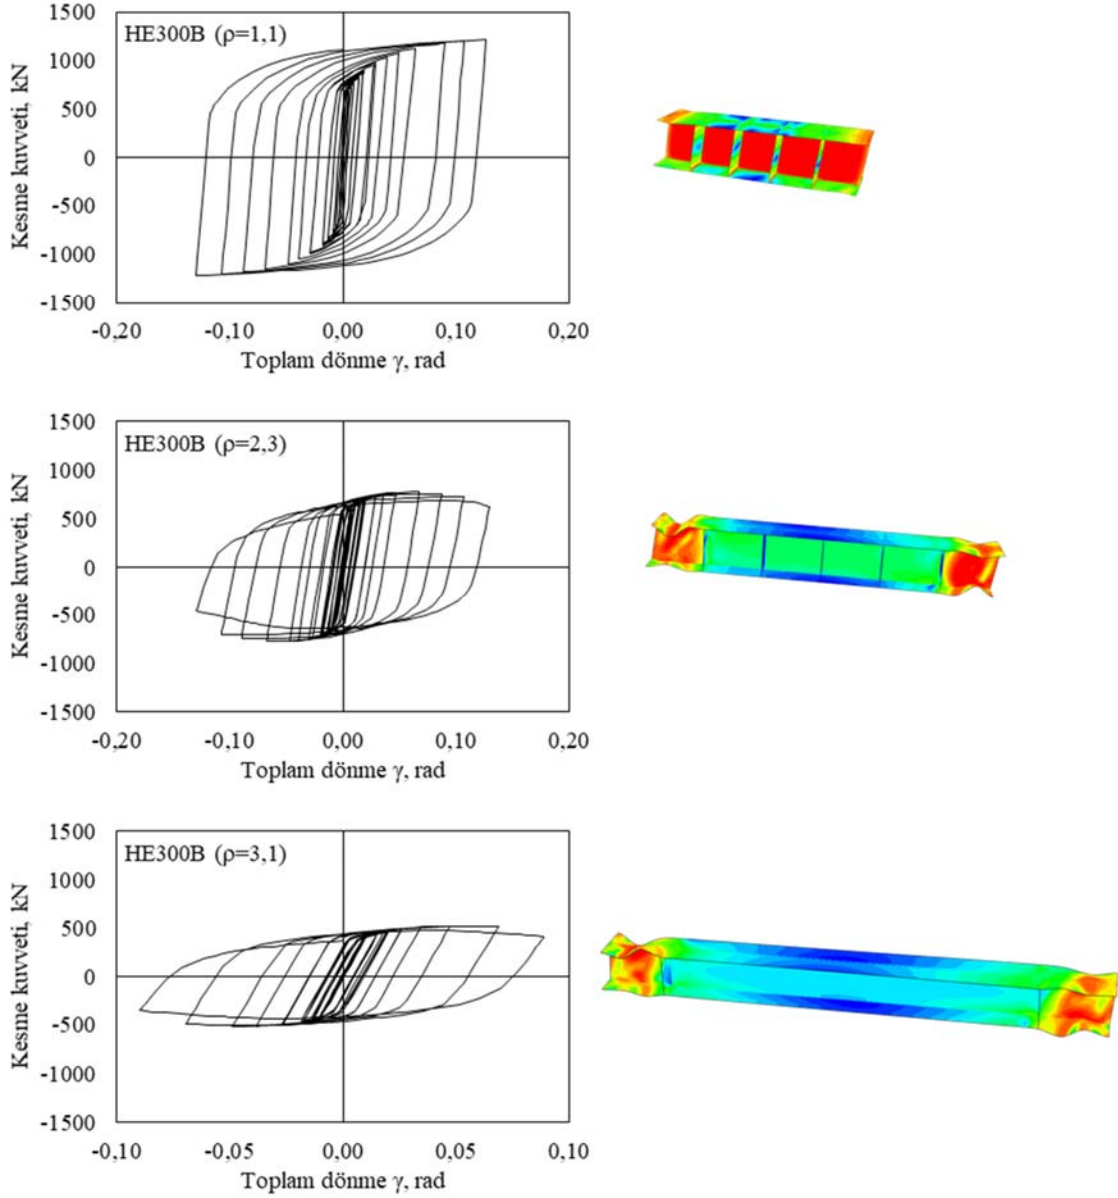 HE300B (ρ=1,1)
Kesme kuvveti, kN
1500
1000
500
0
-500
-1000
-1500
-0,20 -0,10 0,00 0,10 0,20
Toplam dönme γ, rad
HE300B (ρ=2,3)
Kesme kuvveti, kN
1500
1000
500
0
-500
-1000
-1500
-0,20 -0,10 0,00 0,10 0,20
Toplam dönme γ, rad
HE300B (ρ=3,1)
Kesme kuvveti, kN
1500
1000
500
0
-500
-1000
-1500
-0,10 -0,05 0,00 0,05 0,10
Toplam dönme γ, rad